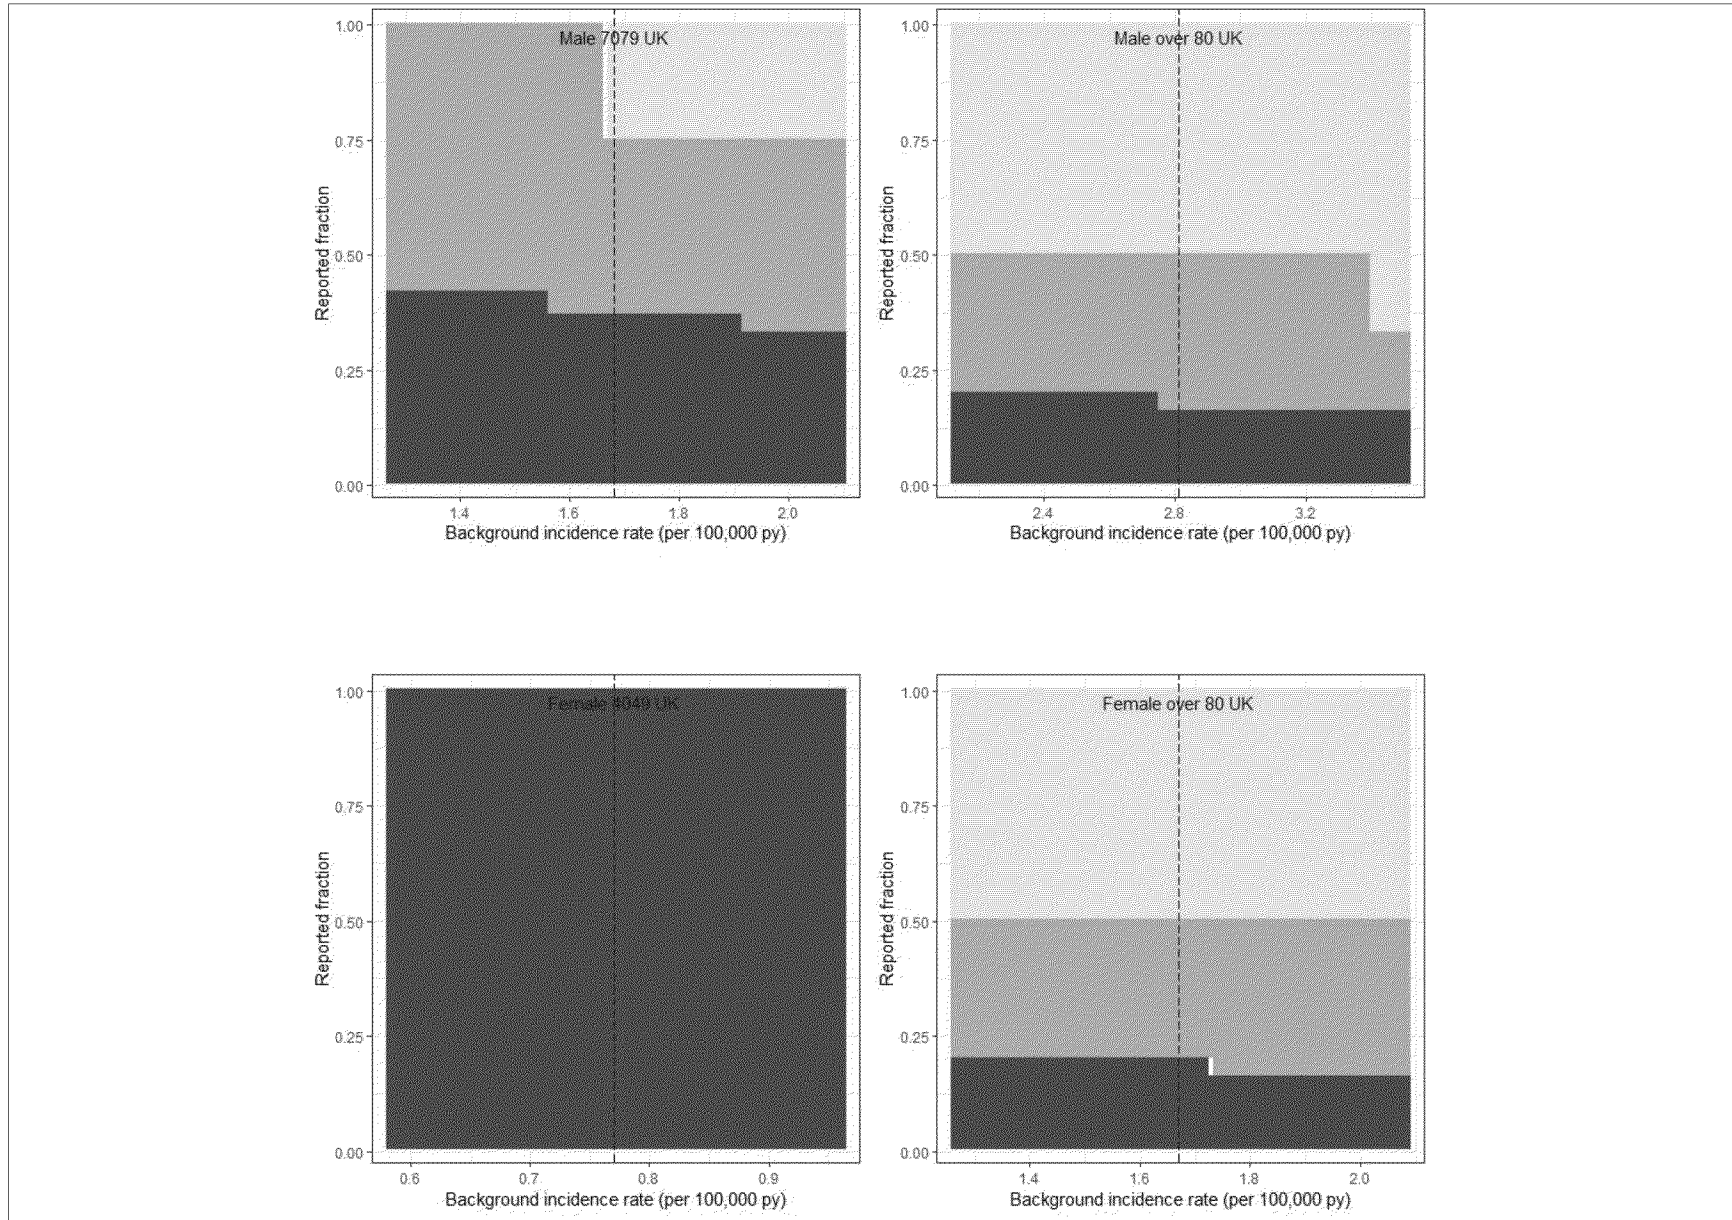 Male 7079 UK
1.00
0.75
0.50
0.25
0.00
Reported fraction
1.4 1.6 1.8 2.0
Background incidence rate (per 100,000 py)
Male over 80 UK
1.00
0.75
0.50
0.25
0.00
Reported fraction
2.4 2.8 3.2
Background incidence rate (per 100,000 py)
Female 4049 UK
1.00
0.75
0.50
0.25
0.00
Reported fraction
0.6 0.7 0.8 0.9
Background incidence rate (per 100,000 py)
Female over 80 UK
1.00
0.75
0.50
0.25
0.00
Reported fraction
1.4 1.6 1.8 2.0
Background incidence rate (per 100,000 py)